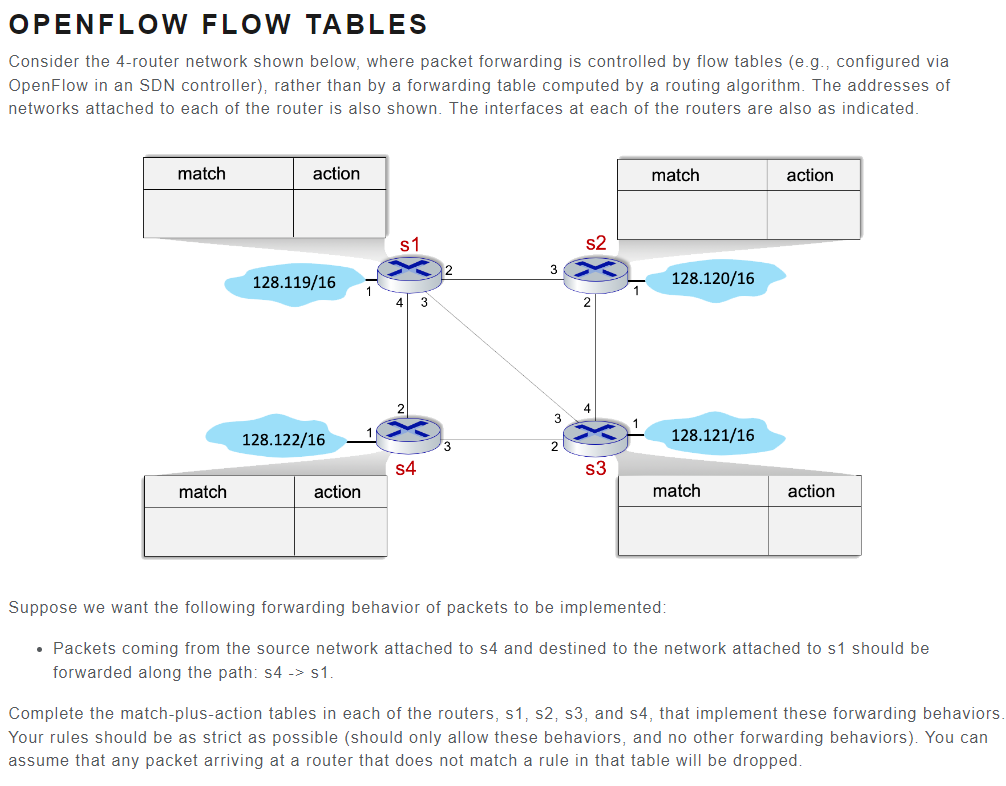 OPENFLOW FLOW TABLES
Consider the 4-router network shown below, where packet forwarding is controlled by flow tables (e.g., configured via
OpenFlow in an SDN controller), rather than by a forwarding table computed by a routing algorithm. The addresses of
networks attached to each of the router is also shown. The interfaces at each of the routers are also as indicated.
match action
match action
s1
s2
128.119/16
1
2
4 3
3
2
1
128.120/16
128.122/16
1
2
3
s4
3
4
2
1
s3
128.121/16
match action
match action
Suppose we want the following forwarding behavior of packets to be implemented:
• Packets coming from the source network attached to s4 and destined to the network attached to s1 should be
forwarded along the path: s4 -> s1.
Complete the match-plus-action tables in each of the routers, s1, s2, s3, and s4, that implement these forwarding behaviors.
Your rules should be as strict as possible (should only allow these behaviors, and no other forwarding behaviors). You can
assume that any packet arriving at a router that does not match a rule in that table will be dropped.